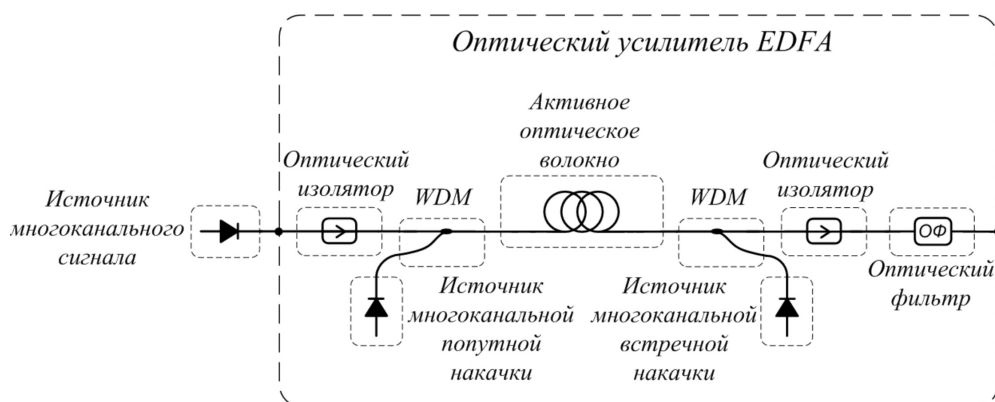 Оптический усилитель EDFA
Активное
оптическое
волокно
Оптический
изолятор
WDM
WDM
Оптический
изолятор
Источник
многоканального
сигнала
ОФ
Оптический
фильтр
Источник
многоканальной
попутной
накачки
Источник
многоканальной
встречной
накачки